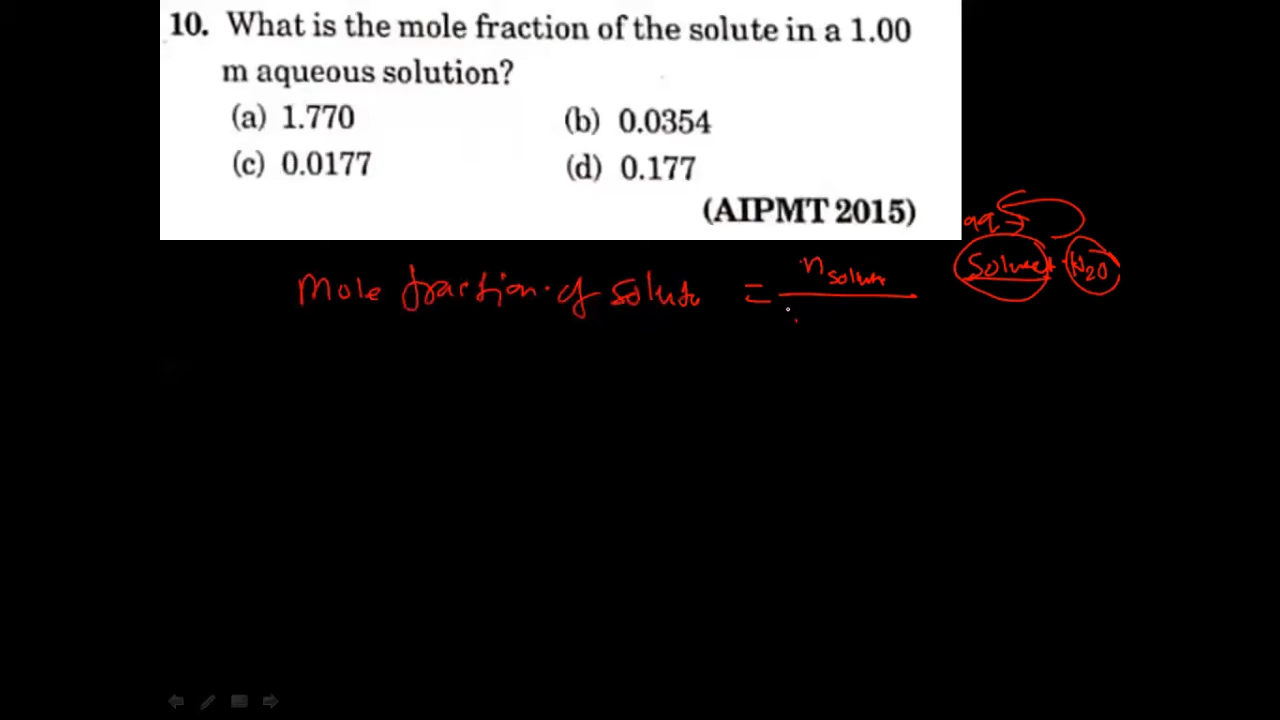 10. What is the mole fraction of the solute in a 1.00
m aqueous solution?
(a) 1.770 (b) 0.0354
(c) 0.0177 (d) 0.177
(AIPMT 2015)
aq →
Mole fraction of solute = n solute
H2O